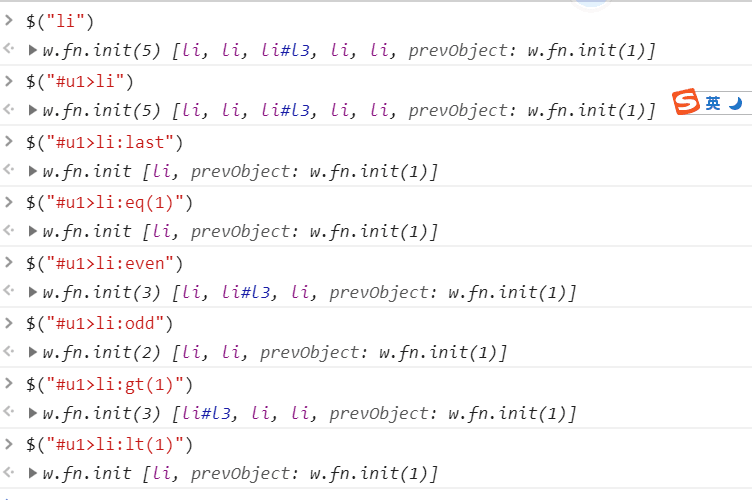 > $("li")
<· ▶w.fn.init(5) [li, li, li#l3, li, li, prevObject: w.fn.init(1)]
> $("#u1>li")
<· ▶w.fn.init(5) [li, li, li#l3, li, li, prevObject: w.fn.init(1)]
S 英
> $("#u1>li:last")
<· ▶w.fn.init [li, prevObject: w.fn.init(1)]
> $("#u1>li:eq(1)")
<· ▶w.fn.init [li, prevObject: w.fn.init(1)]
> $("#u1>li:even")
<· ▶w.fn.init(3) [li, li#l3, li, prevObject: w.fn.init(1)]
> $("#u1>li:odd")
<· ▶w.fn.init(2) [li, li, prevObject: w.fn.init(1)]
> $("#u1>li:gt(1)")
<· ▶w.fn.init(3) [li#l3, li, li, prevObject: w.fn.init(1)]
> $("#u1>li:lt(1)")
<· ▶w.fn.init [li, prevObject: w.fn.init(1)]